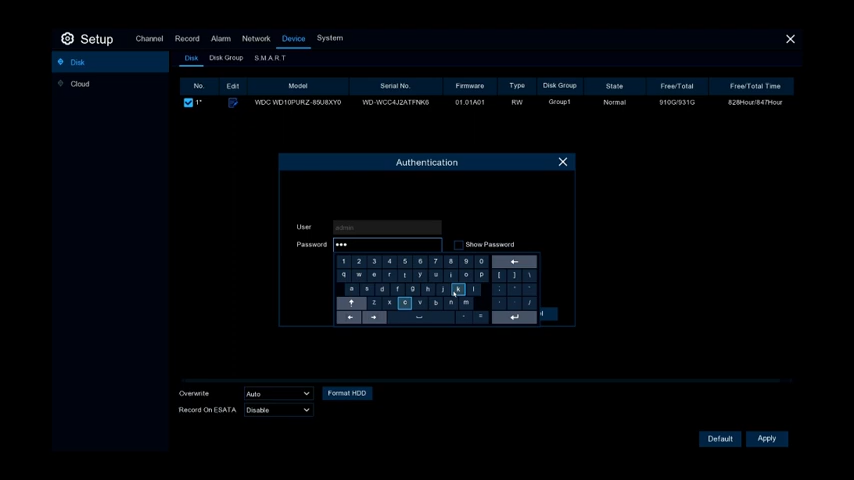 Setup Channel Record Alarm Network Device System
Disk Disk Group S.M.A.R.T
Disk
Cloud
No. Edit Model Serial No. Firmware Type Disk Group State Free/Total Free/Total Time
1* WDC WD10PURZ-85U8XY0 WD-WCC4J2ATFNK6 01.01A01 RW Group1 Normal 910G/931G 828Hour/847Hour
Authentication
User admin
Password ••• Show Password
1 2 3 4 5 6 7 8 9 0
q w e r t y u i o p [ ] \
a s d f g h j k l ;
z x c v b n m /
- =
Overwrite Auto Format HDD
Record On ESATA Disable
Default Apply